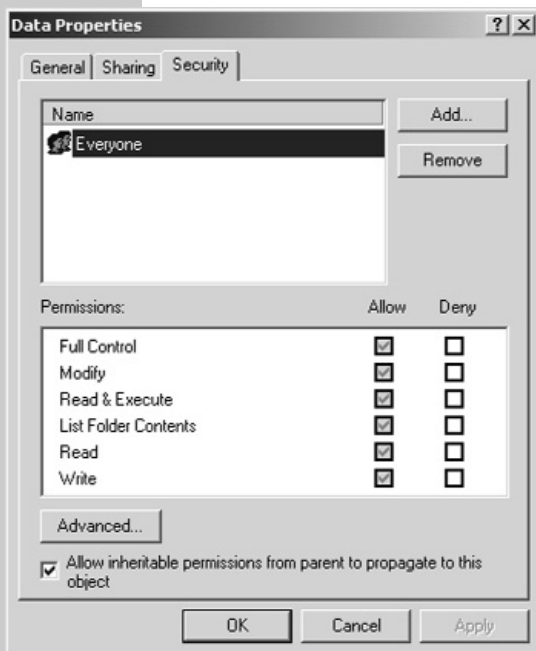 Data Properties
General Sharing Security
Name
Add...
Everyone
Remove
Permissions: Allow Deny
Full Control
Modify
Read & Execute
List Folder Contents
Read
Write
Advanced...
Allow inheritable permissions from parent to propagate to this
object
OK Cancel Apply